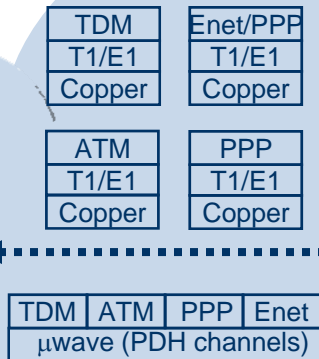 TDM
T1/E1
Copper
Enet/PPP
T1/E1
Copper
ATM
T1/E1
Copper
PPP
T1/E1
Copper
TDM ATM PPP Enet
μwave (PDH channels)